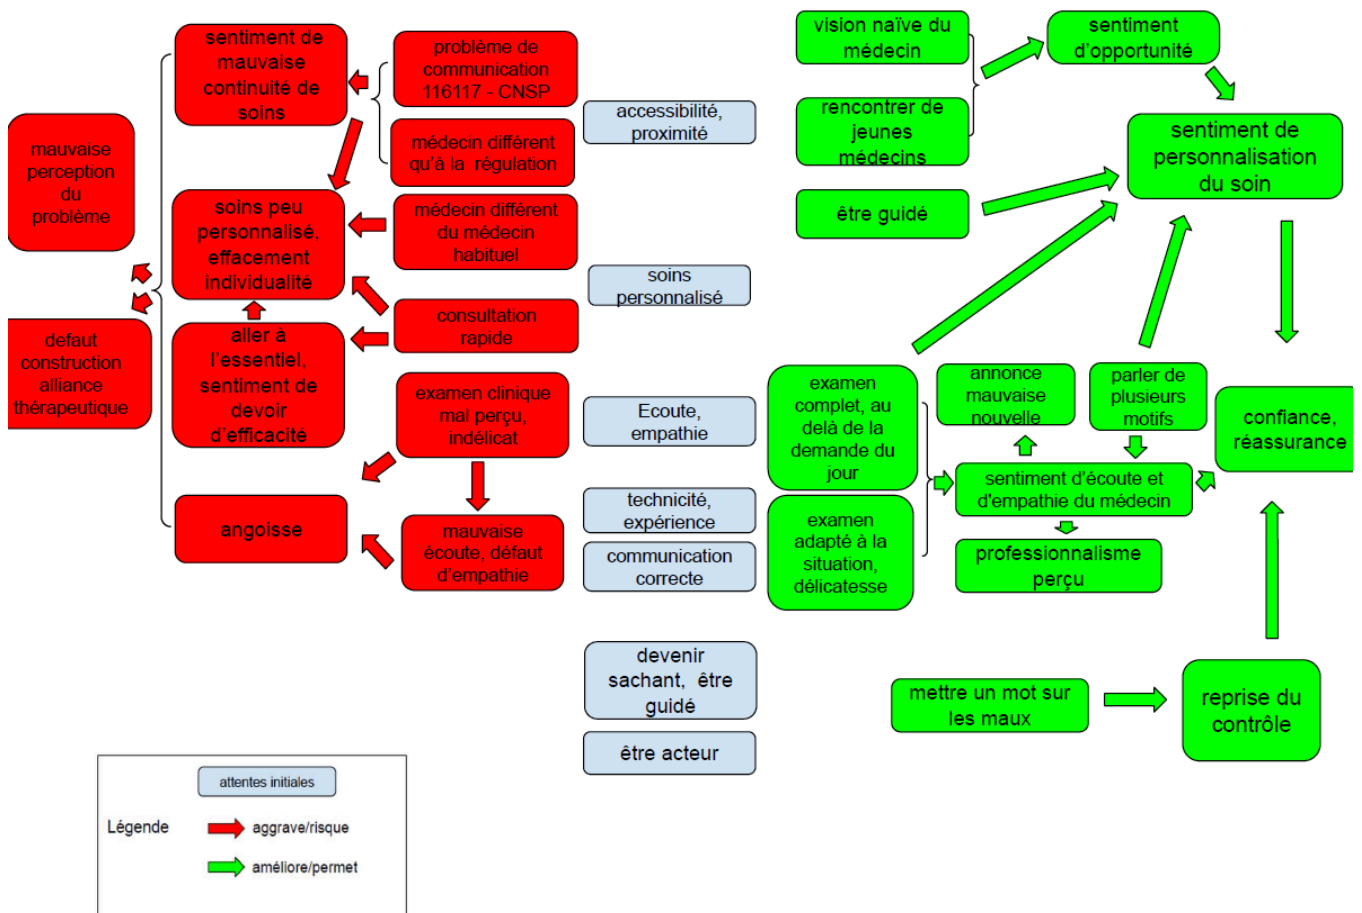 sentiment de
mauvaise
continuité de
soins
problème de
communication
116117 - CNSP
médecin différent
qu'à la régulation
mauvaise
perception
du
problème
soins peu
personnalisé,
effacement
individualité
médecin différent
du médecin
habituel
defaut
construction
alliance
thérapeutique
aller à
l'essentiel,
sentiment de
devoir
d'efficacité
consultation
rapide
examen clinique
mal perçu,
indélicat
angoisse
mauvaise
écoute, défaut
d'empathie
accessibilité,
proximité
soins
personnalisé
Ecoute,
empathie
technicité,
expérience
communication
correcte
devenir
sachant, être
guidé
être acteur
vision naïve du
médecin
sentiment
d'opportunité
rencontrer de
jeunes
médecins
sentiment de
personnalisation
du soin
être guidé
examen
complet, au
delà de la
demande du
jour
annonce
mauvaise
nouvelle
parler de
plusieurs
motifs
confiance,
réassurance
sentiment d'écoute et
d'empathie du médecin
examen
adapté à la
situation,
délicatesse
professionnalisme
perçu
mettre un mot sur
les maux
reprise du
contrôle
attentes initiales
Légende
aggrave/risque
améliore/permet